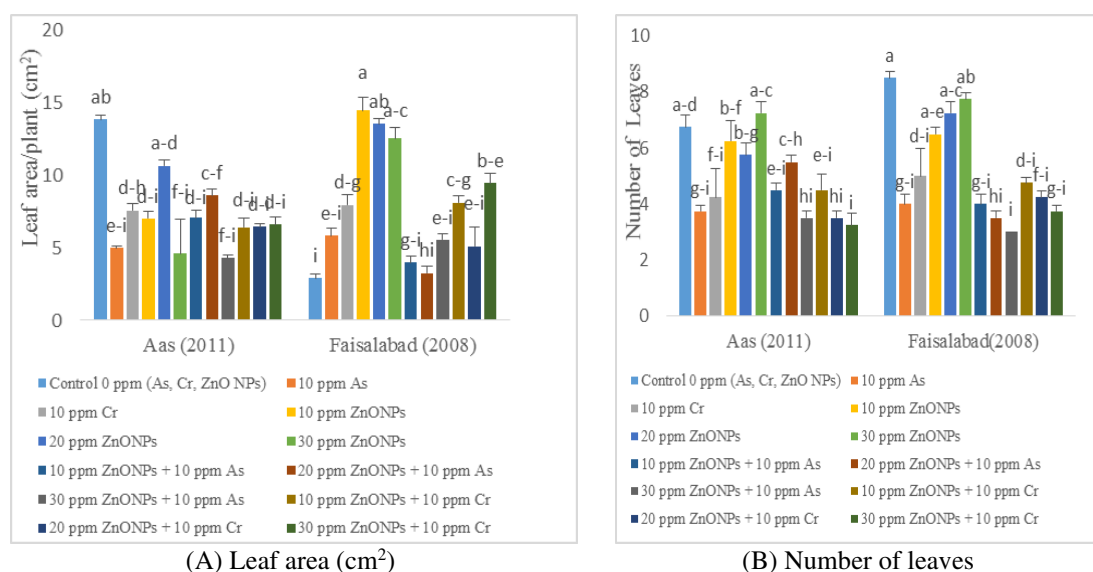 20
15
10
5
0
Leaf area/plant (cm²)
ab
e-i
d-h
d-i
a-d
f-i
d-i
c-f
f-i
d-i
d-i
d-i
i
e-i
d-g
a
ab
a-c
g-i
hi
e-i
c-g
e-i
b-e
Aas (2011)
Faisalabad (2008)
Control 0 ppm (As, Cr, ZnO NPs)
10 ppm As
10 ppm Cr
10 ppm ZnONPs
20 ppm ZnONPs
30 ppm ZnONPs
10 ppm ZnONPs + 10 ppm As
20 ppm ZnONPs + 10 ppm As
30 ppm ZnONPs + 10 ppm As
10 ppm ZnONPs + 10 ppm Cr
20 ppm ZnONPs + 10 ppm Cr
30 ppm ZnONPs + 10 ppm Cr
(A) Leaf area (cm²)
10
8
6
4
2
0
Number of Leaves
a-d
g-i
f-i
b-f
b-g
a-c
e-i
c-h
hi
e-i
hi
i
a
g-i
d-i
a-e
a-c
ab
g-i
hi
i
d-i
f-i
g-i
Aas (2011)
Faisalabad(2008)
Control 0 ppm (As, Cr, ZnO NPs)
10 ppm As
10 ppm Cr
10 ppm ZnONPs
20 ppm ZnONPs
30 ppm ZnONPs
10 ppm ZnONPs + 10 ppm As
20 ppm ZnONPs + 10 ppm As
30 ppm ZnONPs + 10 ppm As
10 ppm ZnONPs + 10 ppm Cr
20 ppm ZnONPs + 10 ppm Cr
30 ppm ZnONPs + 10 ppm Cr
(B) Number of leaves